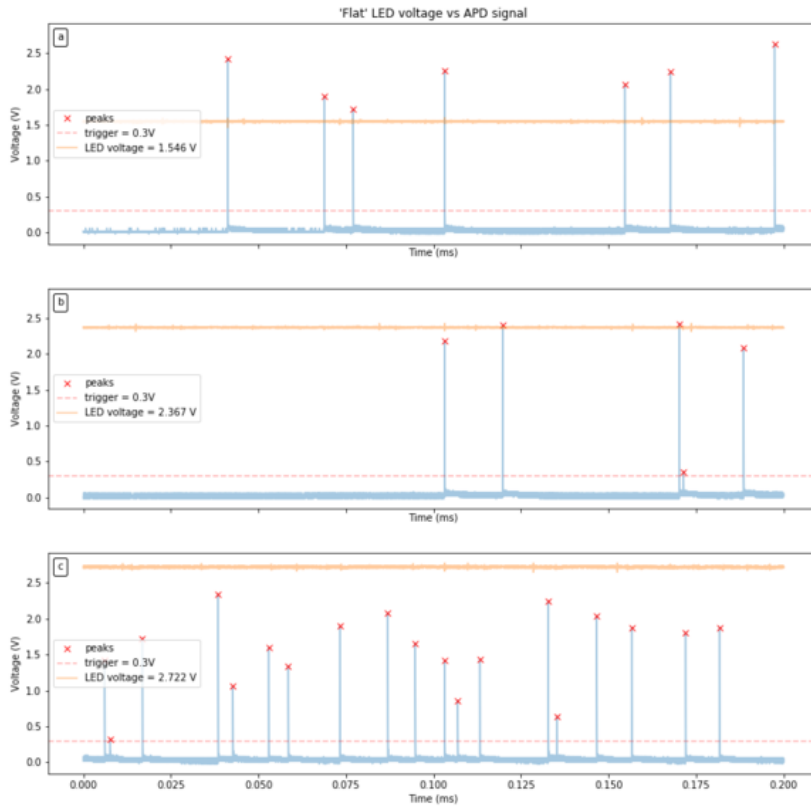 'Flat' LED voltage vs APD signal
a
2.5
2.0
1.5
1.0
0.5
0.0
Voltage (V)
peaks
trigger = 0.3V
LED voltage = 1.546 V
Time (ms)
b
2.5
2.0
1.5
1.0
0.5
0.0
Voltage (V)
peaks
trigger = 0.3V
LED voltage = 2.367 V
Time (ms)
c
2.5
2.0
1.5
1.0
0.5
0.0
Voltage (V)
peaks
trigger = 0.3V
LED voltage = 2.722 V
0.000 0.025 0.050 0.075 0.100 0.125 0.150 0.175 0.200
Time (ms)